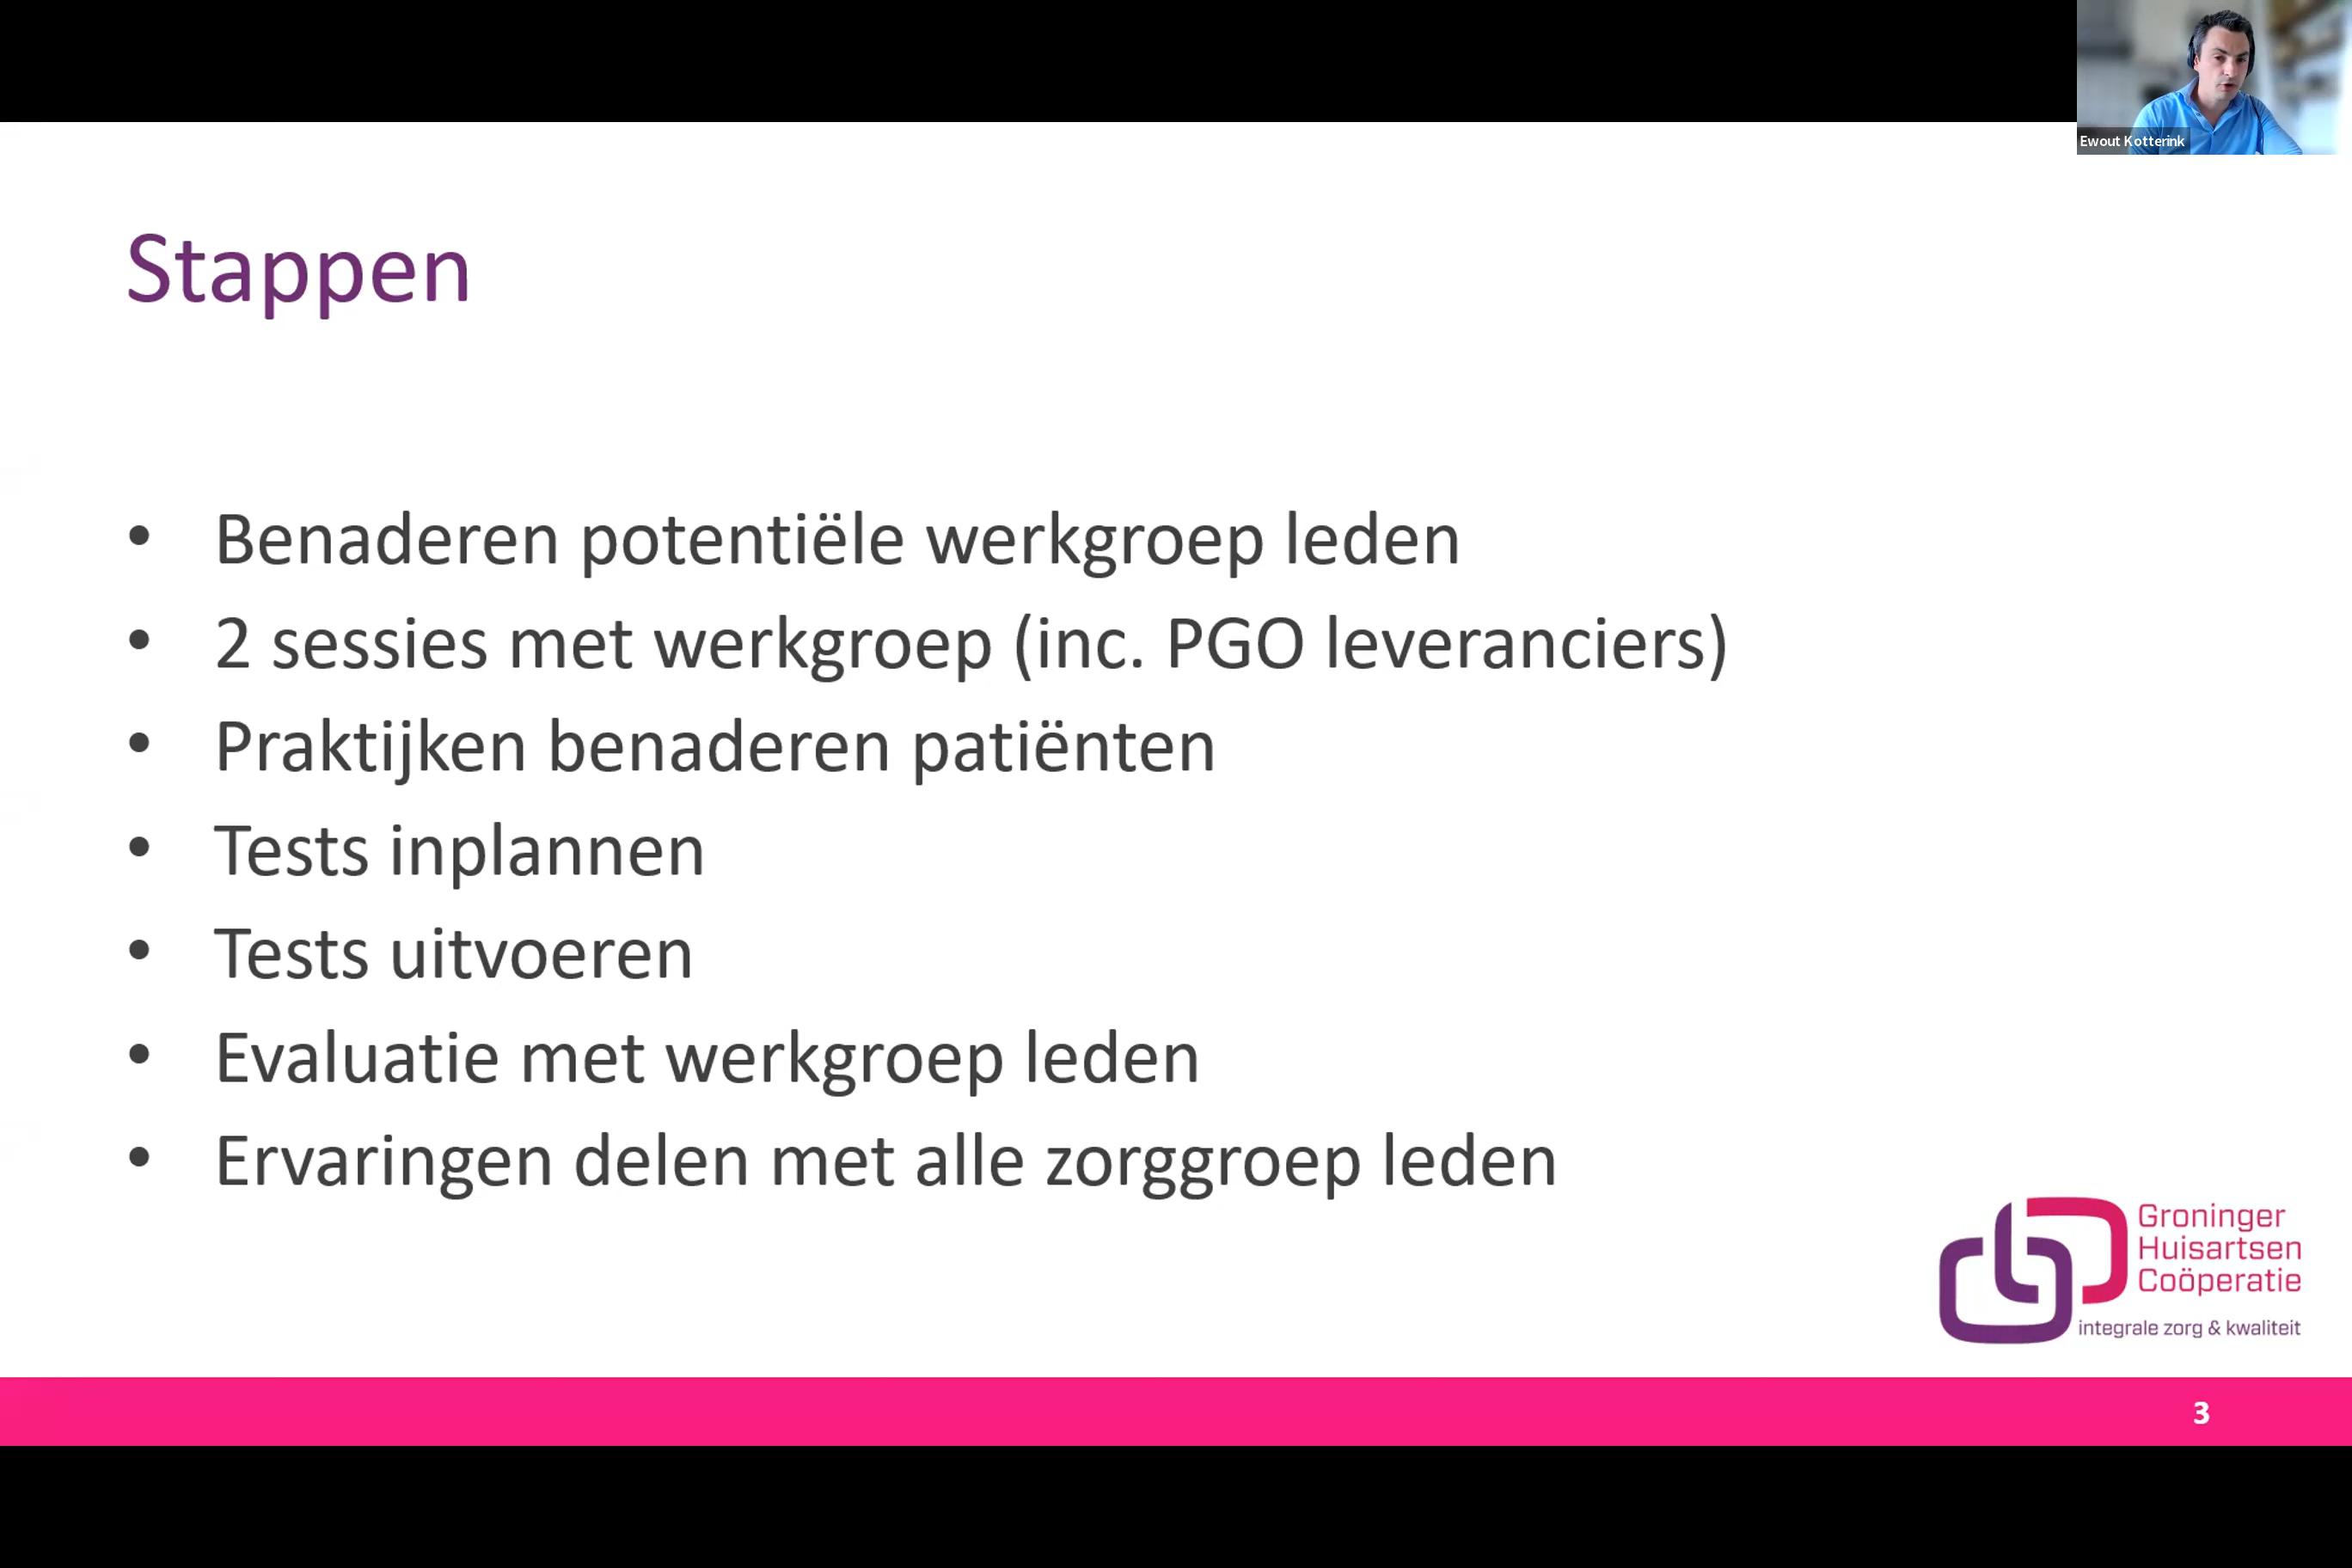 Ewout Kotterink
Stappen
• Benaderen potentiële werkgroep leden
• 2 sessies met werkgroep (inc. PGO leveranciers)
• Praktijken benaderen patiënten
• Tests inplannen
• Tests uitvoeren
• Evaluatie met werkgroep leden
• Ervaringen delen met alle zorggroep leden
Groninger
Huisartsen
Coöperatie
integrale zorg & kwaliteit
3